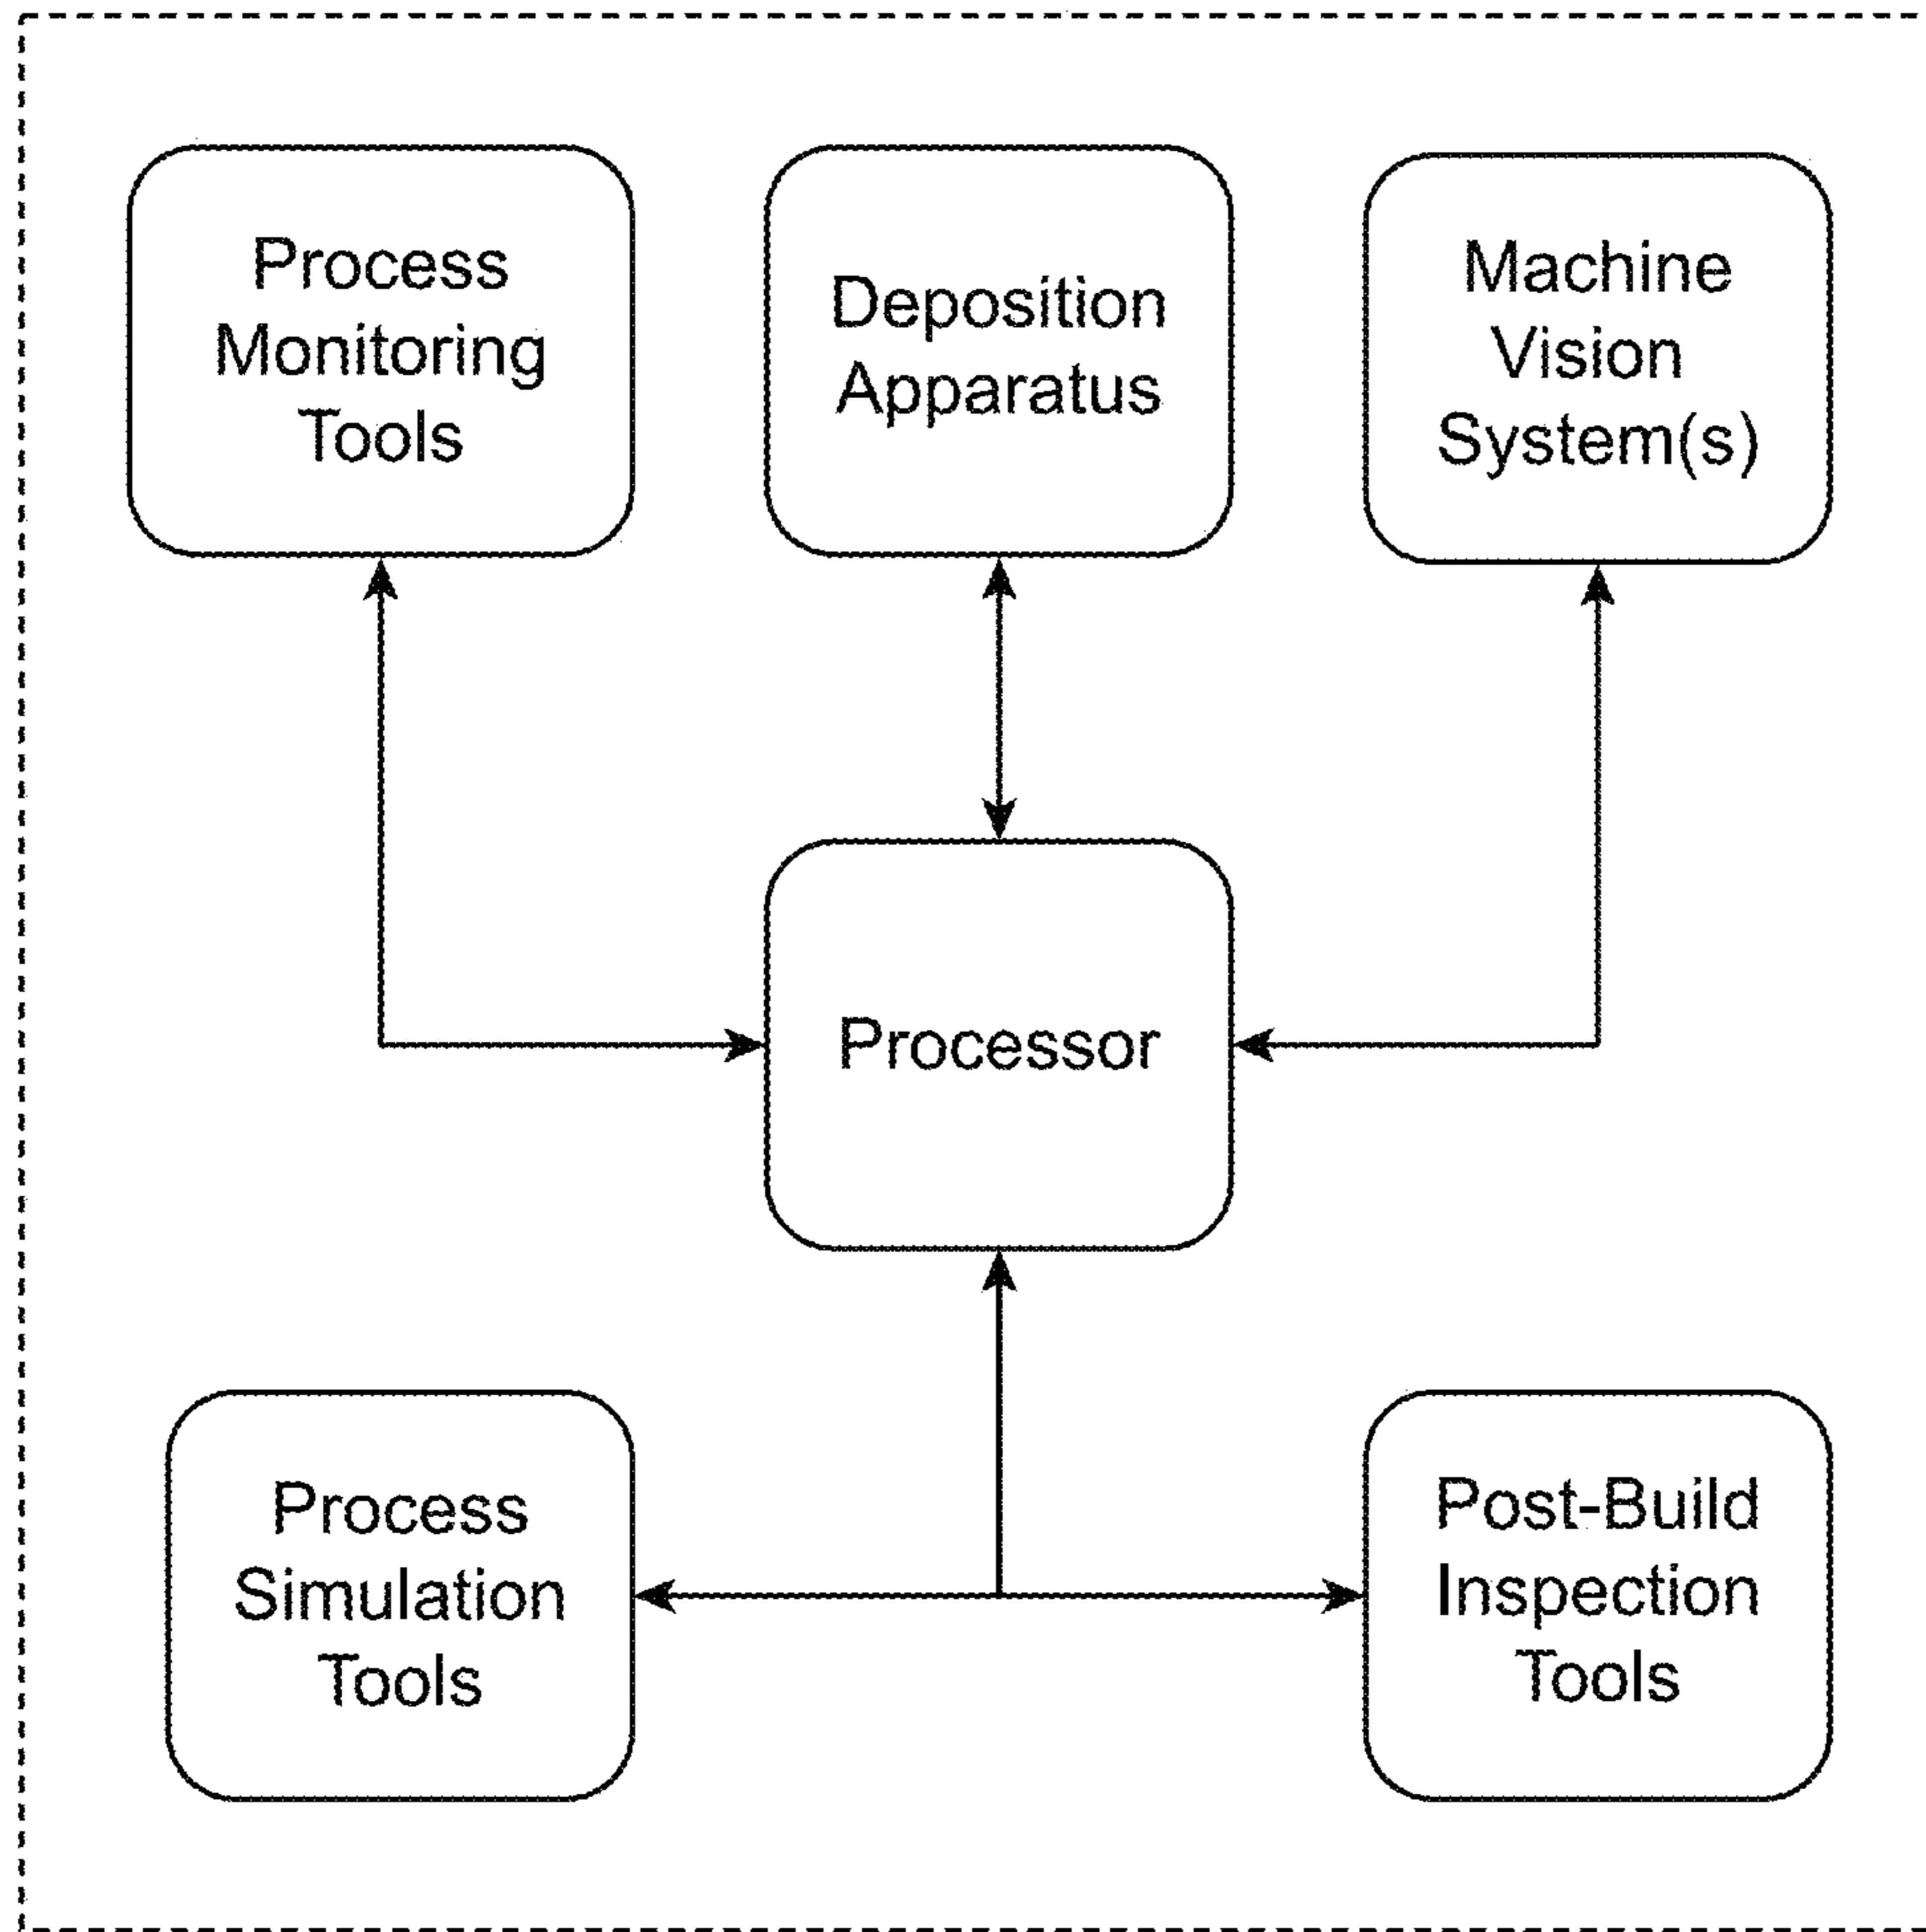 Process
Monitoring
Tools
Deposition
Apparatus
Machine
Vision
System(s)
Processor
Process
Simulation
Tools
Post-Build
Inspection
Tools